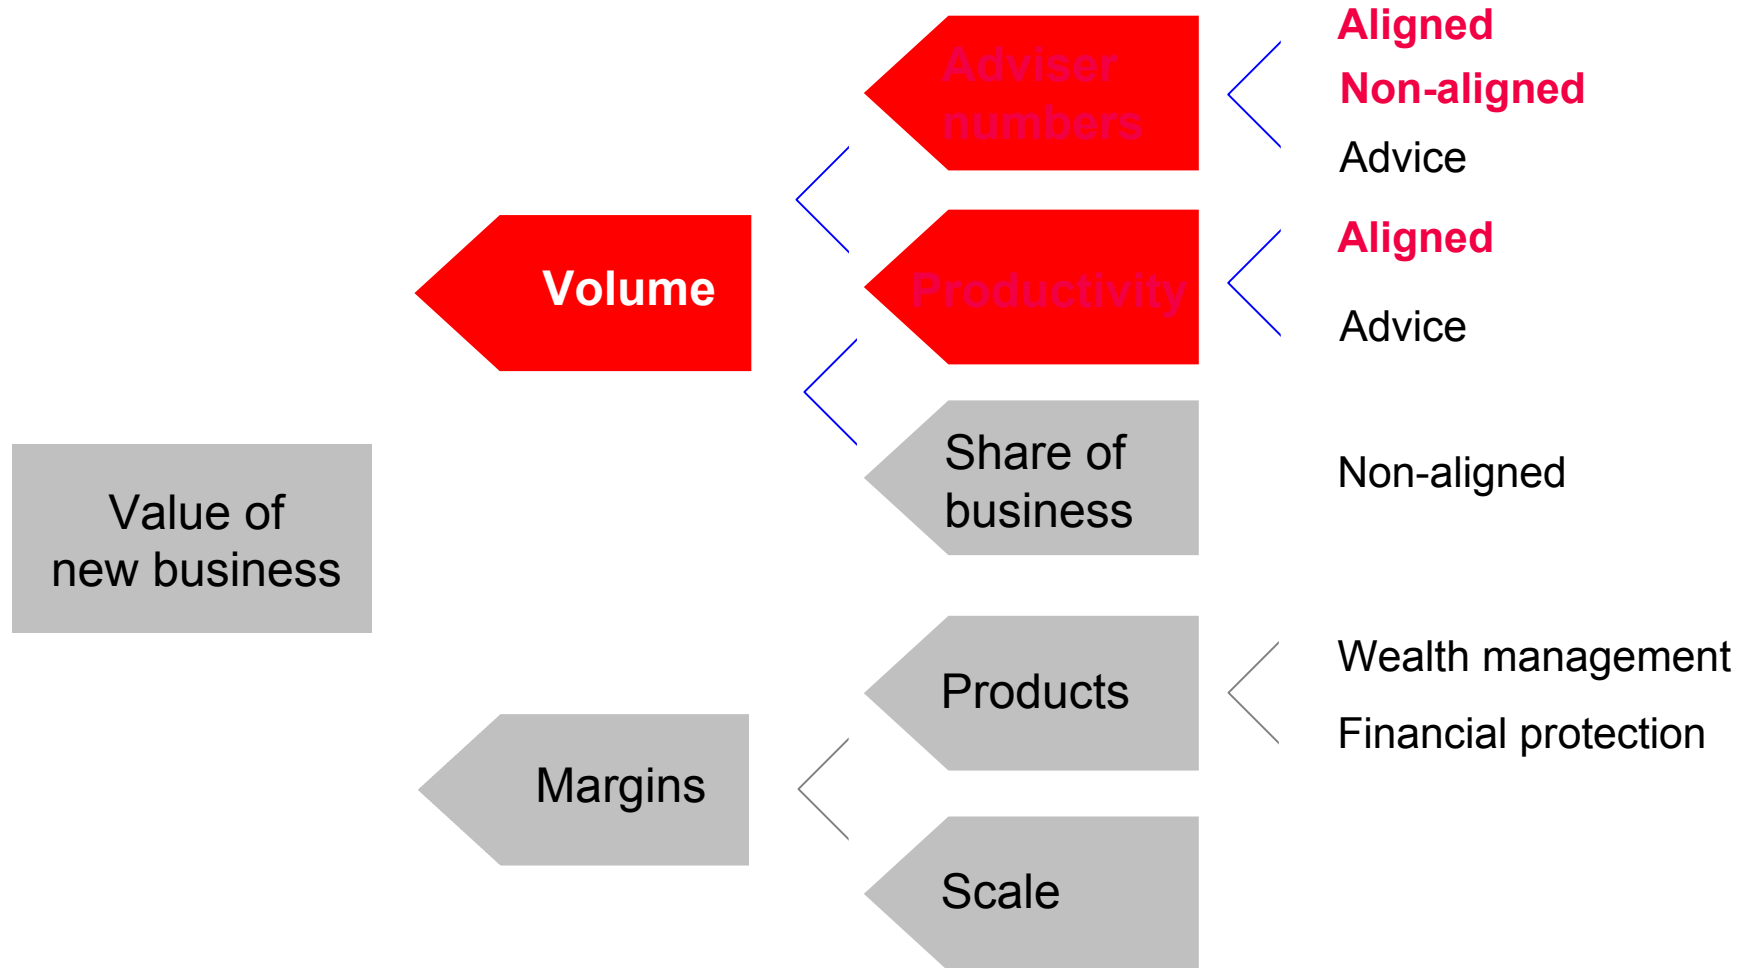 Value of
new business
Volume
Adviser
numbers
Aligned
Non-aligned
Advice
Productivity
Aligned
Advice
Share of
business
Non-aligned
Margins
Products
Wealth management
Financial protection
Scale